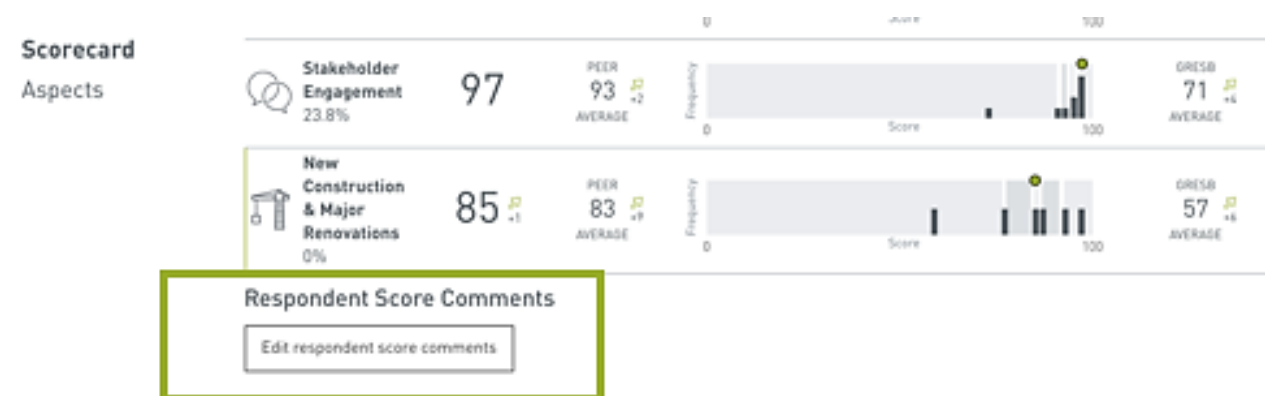 0 Score 100
Scorecard
Aspects
Stakeholder
Engagement
23.8%
97
PEER
93 +2
AVERAGE
Frequency
0 Score 100
GRESB
71 +4
AVERAGE
New
Construction
& Major
Renovations
0%
85 +1
PEER
83 +9
AVERAGE
Frequency
0 Score 100
GRESB
57 +6
AVERAGE
Respondent Score Comments
Edit respondent score comments